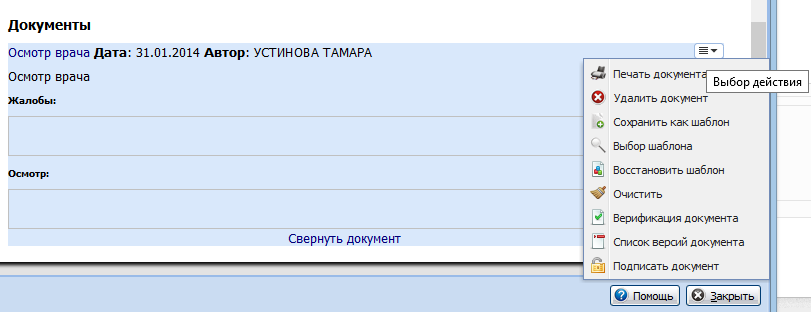 Документы
Осмотр врача Дата: 31.01.2014 Автор: УСТИНОВА ТАМАРА
Осмотр врача
Жалобы:
Осмотр:
Свернуть документ
Печать документа
Выбор действия
Удалить документ
Сохранить как шаблон
Выбор шаблона
Восстановить шаблон
Очистить
Верификация документа
Список версий документа
Подписать документ
Помощь
Закрыть